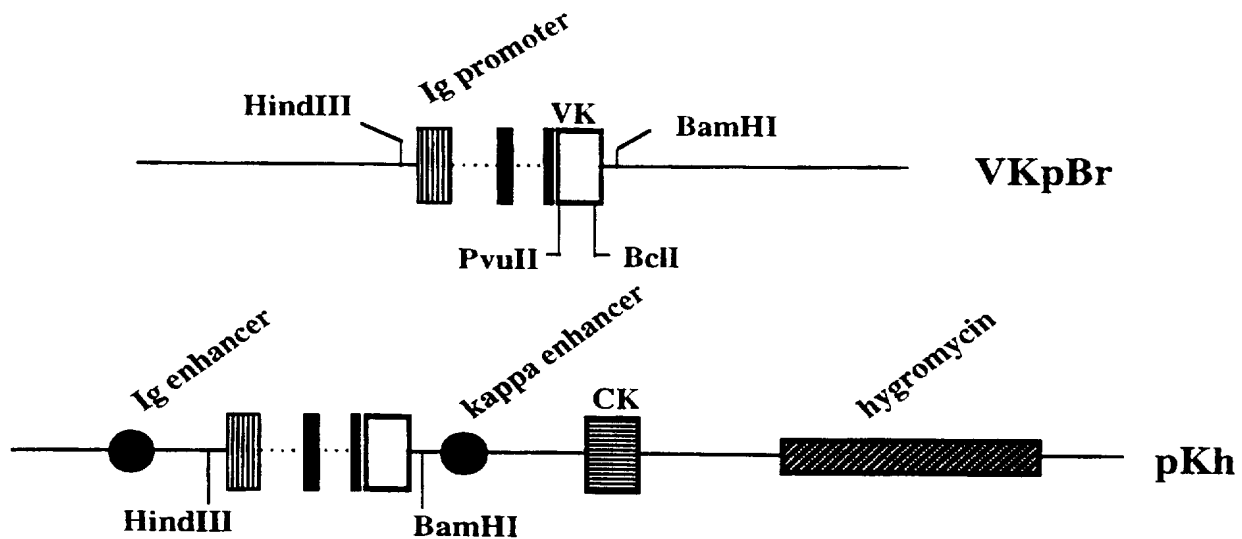 Ig promoter
HindIII
VK
BamHI
VKpBr
PvuII
BclI
Ig enhancer
kappa enhancer
CK
hygromycin
pKh
HindIII
BamHI